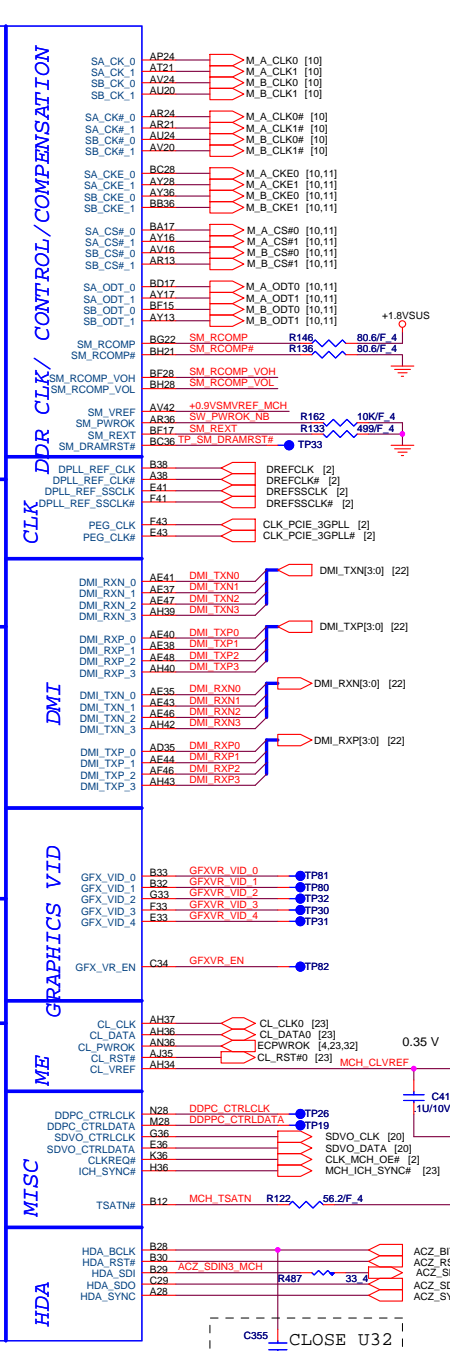 DDR CLK/ CONTROL/COMPENSATION
SA_CK_0 AP24 M_A_CLK0 [10]
SA_CK_1 AT21 M_A_CLK1 [10]
SB_CK_0 AV24 M_B_CLK0 [10]
SB_CK_1 AU20 M_B_CLK1 [10]
SA_CK#_0 AR24 M_A_CLK0# [10]
SA_CK#_1 AR21 M_A_CLK1# [10]
SB_CK#_0 AU24 M_B_CLK0# [10]
SB_CK#_1 AV20 M_B_CLK1# [10]
SA_CKE_0 BC28 M_A_CKE0 [10,11]
SA_CKE_1 AY28 M_A_CKE1 [10,11]
SB_CKE_0 AY36 M_B_CKE0 [10,11]
SB_CKE_1 BB36 M_B_CKE1 [10,11]
SA_CS#_0 BA17 M_A_CS#0 [10,11]
SA_CS#_1 AY16 M_A_CS#1 [10,11]
SB_CS#_0 AV16 M_B_CS#0 [10,11]
SB_CS#_1 AR13 M_B_CS#1 [10,11]
SA_ODT_0 BD17 M_A_ODT0 [10,11]
SA_ODT_1 AY17 M_A_ODT1 [10,11]
SB_ODT_0 BF15 M_B_ODT0 [10,11]
SB_ODT_1 AY13 M_B_ODT1 [10,11]
+1.8VSUS
SM_RCOMP BG22 SM_RCOMP R146 80.6/F_4
SM_RCOMP# BH21 SM_RCOMP# R136 80.6/F_4
SM_RCOMP_VOH BF28 SM_RCOMP_VOH
SM_RCOMP_VOL BH28 SM_RCOMP_VOL
SM_VREF AV42 +0.9VSMVREF_MCH
SM_PWROK AR36 SW_PWROK_NB R162 10K/F_4
SM_REXT BF17 SM_REXT R133 499/F_4
SM_DRAMRST# BC36 TP_SM_DRAMRST# TP33
CLK
DPLL_REF_CLK B38 DREFCLK [2]
DPLL_REF_CLK# A38 DREFCLK# [2]
DPLL_REF_SSCLK E41 DREFSSCLK [2]
DPLL_REF_SSCLK# F41 DREFSSCLK# [2]
PEG_CLK F43 CLK_PCIE_3GPLL [2]
PEG_CLK# E43 CLK_PCIE_3GPLL# [2]
DMI
DMI_RXN_0 AE41 DMI_TXN0 DMI_TXN[3:0] [22]
DMI_RXN_1 AE37 DMI_TXN1
DMI_RXN_2 AE47 DMI_TXN2
DMI_RXN_3 AH39 DMI_TXN3
DMI_RXP_0 AE40 DMI_TXP0 DMI_TXP[3:0] [22]
DMI_RXP_1 AE38 DMI_TXP1
DMI_RXP_2 AE48 DMI_TXP2
DMI_RXP_3 AH40 DMI_TXP3
DMI_TXN_0 AE35 DMI_RXN0 DMI_RXN[3:0] [22]
DMI_TXN_1 AE43 DMI_RXN1
DMI_TXN_2 AE46 DMI_RXN2
DMI_TXN_3 AH42 DMI_RXN3
DMI_TXP_0 AD35 DMI_RXP0 DMI_RXP[3:0] [22]
DMI_TXP_1 AE44 DMI_RXP1
DMI_TXP_2 AF46 DMI_RXP2
DMI_TXP_3 AH43 DMI_RXP3
GRAPHICS VID
GFX_VID_0 B33 GFXVR_VID_0 TP81
GFX_VID_1 B32 GFXVR_VID_1 TP80
GFX_VID_2 G33 GFXVR_VID_2 TP32
GFX_VID_3 F33 GFXVR_VID_3 TP30
GFX_VID_4 E33 GFXVR_VID_4 TP31
GFX_VR_EN C34 GFXVR_EN TP82
ME
CL_CLK AH37 CL_CLK0 [23]
CL_DATA AH36 CL_DATA0 [23]
CL_PWROK AN36 ECPWROK [4,23,32]
CL_RST# AJ35 CL_RST#0 [23]
CL_VREF AH34 MCH_CLVREF
0.35 V
C41
.1U/10V
MISC
DDPC_CTRLCLK N28 DDPC_CTRLCLK TP26
DDPC_CTRLDATA M28 DDPPC_CTRLDATA TP19
SDVO_CTRLCLK G36 SDVO_CLK [20]
SDVO_CTRLDATA E36 SDVO_DATA [20]
CLKREQ# K36 CLK_MCH_OE# [2]
ICH_SYNC# H36 MCH_ICH_SYNC# [23]
TSATN# B12 MCH_TSATN R122 56.2/F_4
HDA
HDA_BCLK B28 ACZ_BI
HDA_RST# B30 ACZ_RS
HDA_SDI B29 ACZ_SDIN3_MCH R487 33_4 ACZ_SD
HDA_SDO C29 ACZ_SD
HDA_SYNC A28 ACZ_SY
C355 CLOSE U32